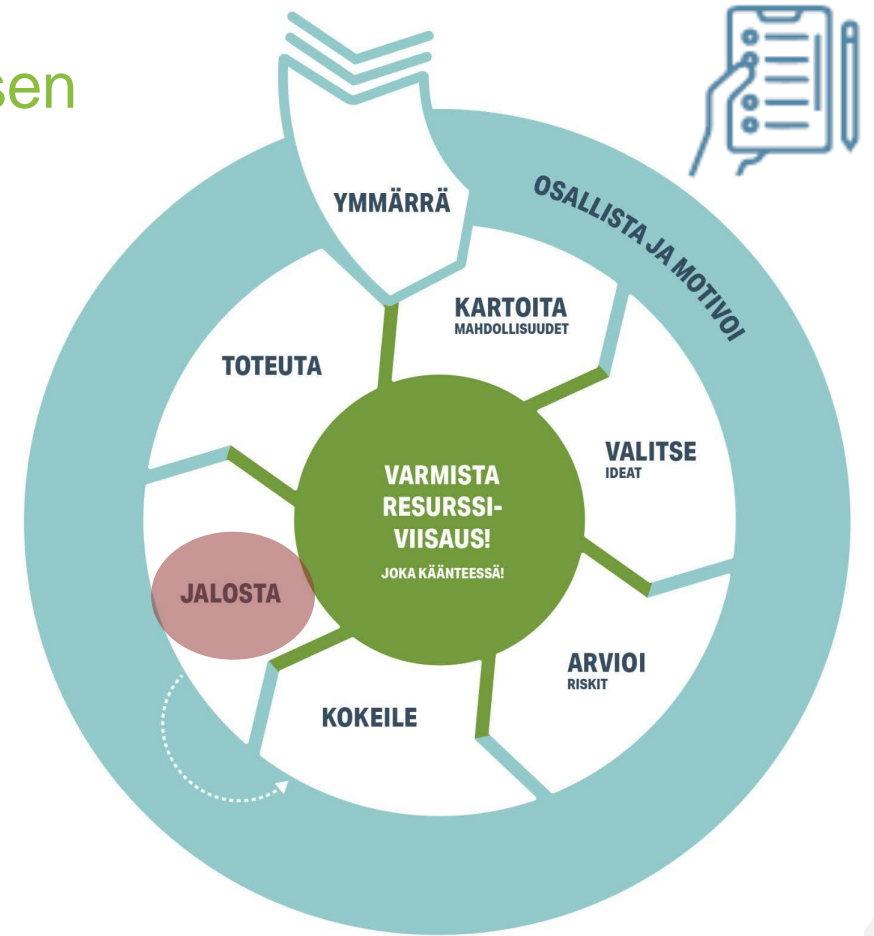 sen
YMMÄRRÄ
OSALLISTA JA MOTIVOI
KARTOITA
MAHDOLLISUUDET
TOTEUTA
VALITSE
IDEAT
VARMISTA
RESURSSI-
VIISAUS!
JOKA KÄÄNTEESSÄ!
JALOSTA
ARVIOI
RISKIT
KOKEILE